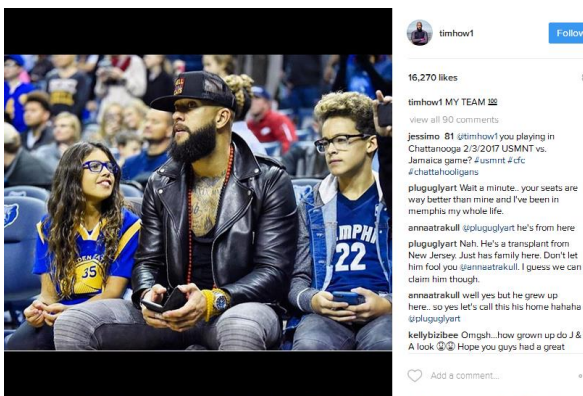 timhow1
Follow
16,270 likes
timhow1 MY TEAM 💯
view all 90 comments
jessimo_81 @timhow1 you playing in
Chattanooga 2/3/2017 USMNT vs.
Jamaica game? #usmnt #cfc
#chattahooligans
pluguglyart Wait a minute.. your seats are
way better than mine and I've been in
memphis my whole life.
annaatrakull @pluguglyart he's from here
pluguglyart Nah. He's a transplant from
New Jersey. Just has family here. Don't let
him fool you @annaatrakull. I guess we can
claim him though.
annaatrakull well yes but he grew up
here.. so yes let's call this his home hahaha
@pluguglyart
kellybizibee Omgsh...how grown up do J &
A look 😩😩 Hope you guys had a great
Add a comment...
35
MPHI
22